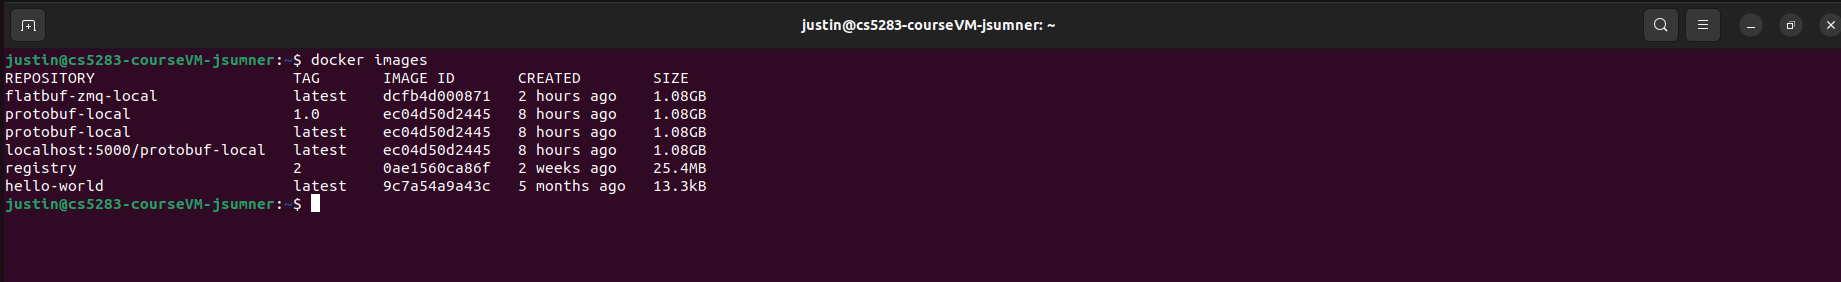 justin@cs5283-courseVM-jsumner: ~
justin@cs5283-courseVM-jsumner:~$ docker images
REPOSITORY TAG IMAGE ID CREATED SIZE
flatbuf-zmq-local latest dcfb4d000871 2 hours ago 1.08GB
protobuf-local 1.0 ec04d50d2445 8 hours ago 1.08GB
protobuf-local latest ec04d50d2445 8 hours ago 1.08GB
localhost:5000/protobuf-local latest ec04d50d2445 8 hours ago 1.08GB
registry 2 0ae1560ca86f 2 weeks ago 25.4MB
hello-world latest 9c7a54a9a43c 5 months ago 13.3kB
justin@cs5283-courseVM-jsumner:~$